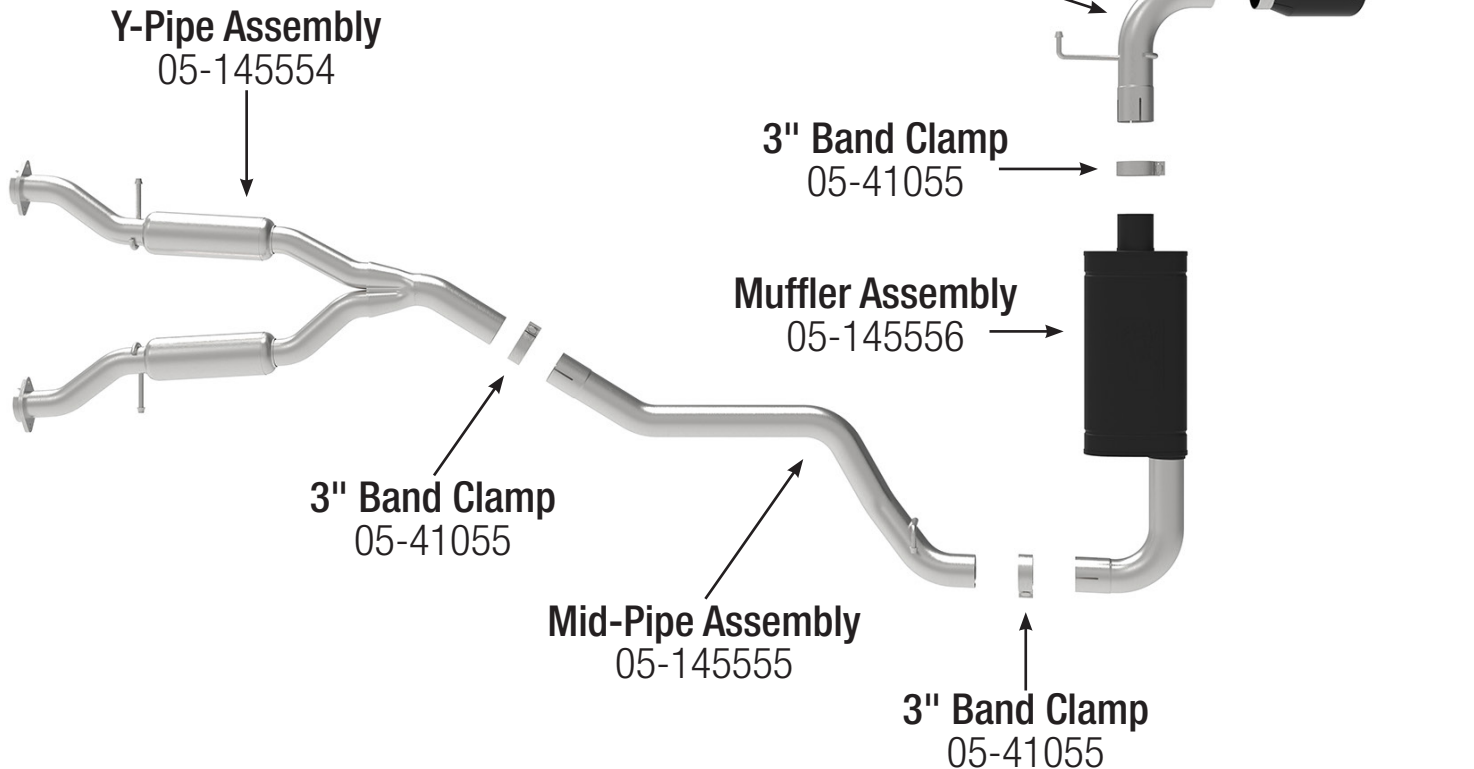 Y-Pipe Assembly
05-145554
3" Band Clamp
05-41055
Muffler Assembly
05-145556
3" Band Clamp
05-41055
Mid-Pipe Assembly
05-145555
3" Band Clamp
05-41055